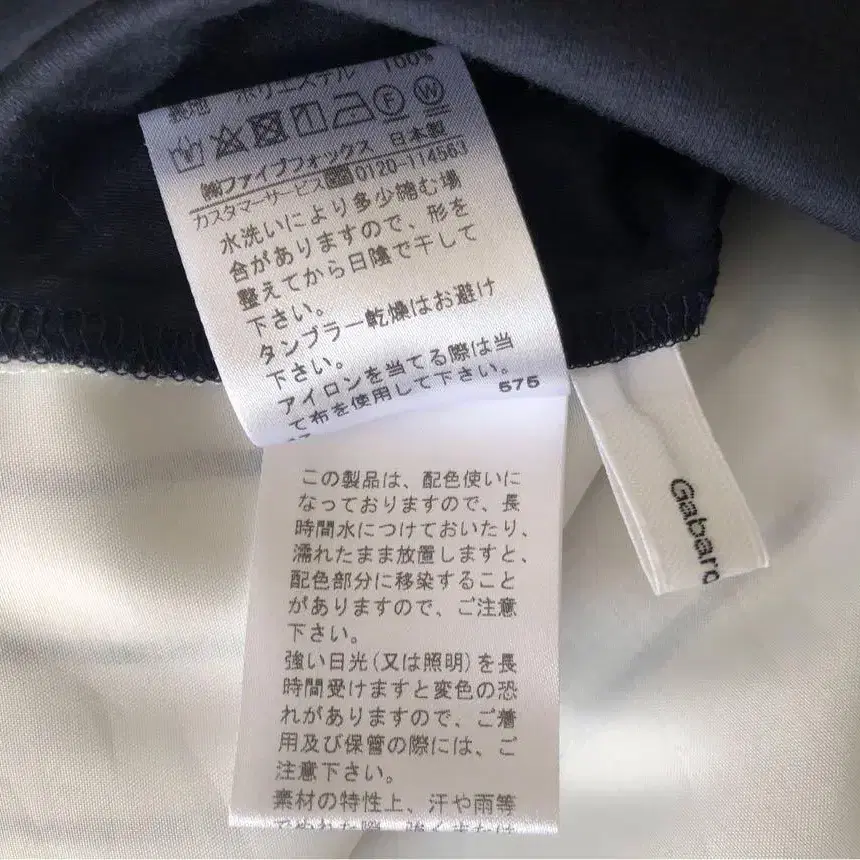 表地 ポリエステル 100%
F W
㈱ファイブフォックス 日本製
カスタマーサービス 0120-114563
水洗いにより多少縮む場
合がありますので、形を
整えてから日陰で干して
下さい。
タンブラー乾燥はお避け
下さい。
アイロンを当てる際は当
て布を使用して下さい。
575
この製品は、配色使いに
なっておりますので、長
時間水につけておいたり、
濡れたまま放置しますと、
配色部分に移染すること
がありますので、ご注意
下さい。
強い日光(又は照明)を長
時間受けますと変色の恐
れがありますので、ご着
用及び保管の際には、ご
注意下さい。
素材の特性上、汗や雨等
Gabard